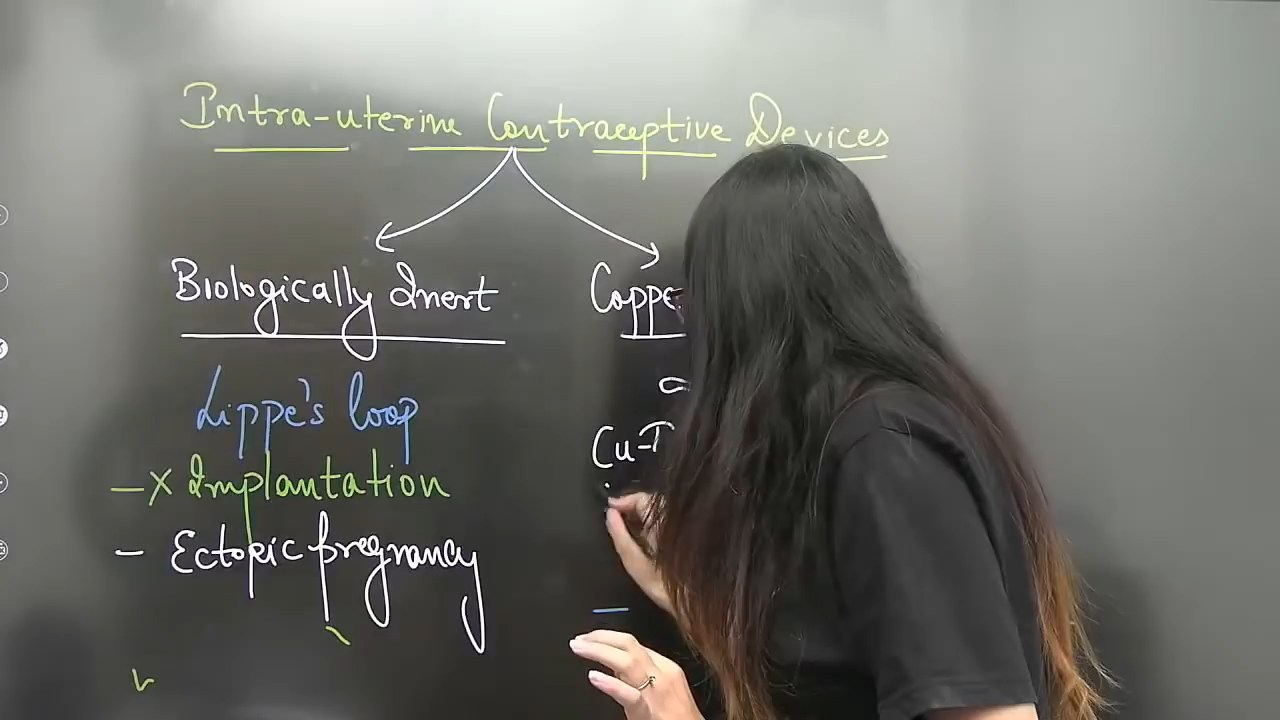 Intra-uterine Contraceptive Devices
Biologically Inert
Lippe's loop
-x Implantation
- Ectopic pregnancy
Coppe
Cu-T